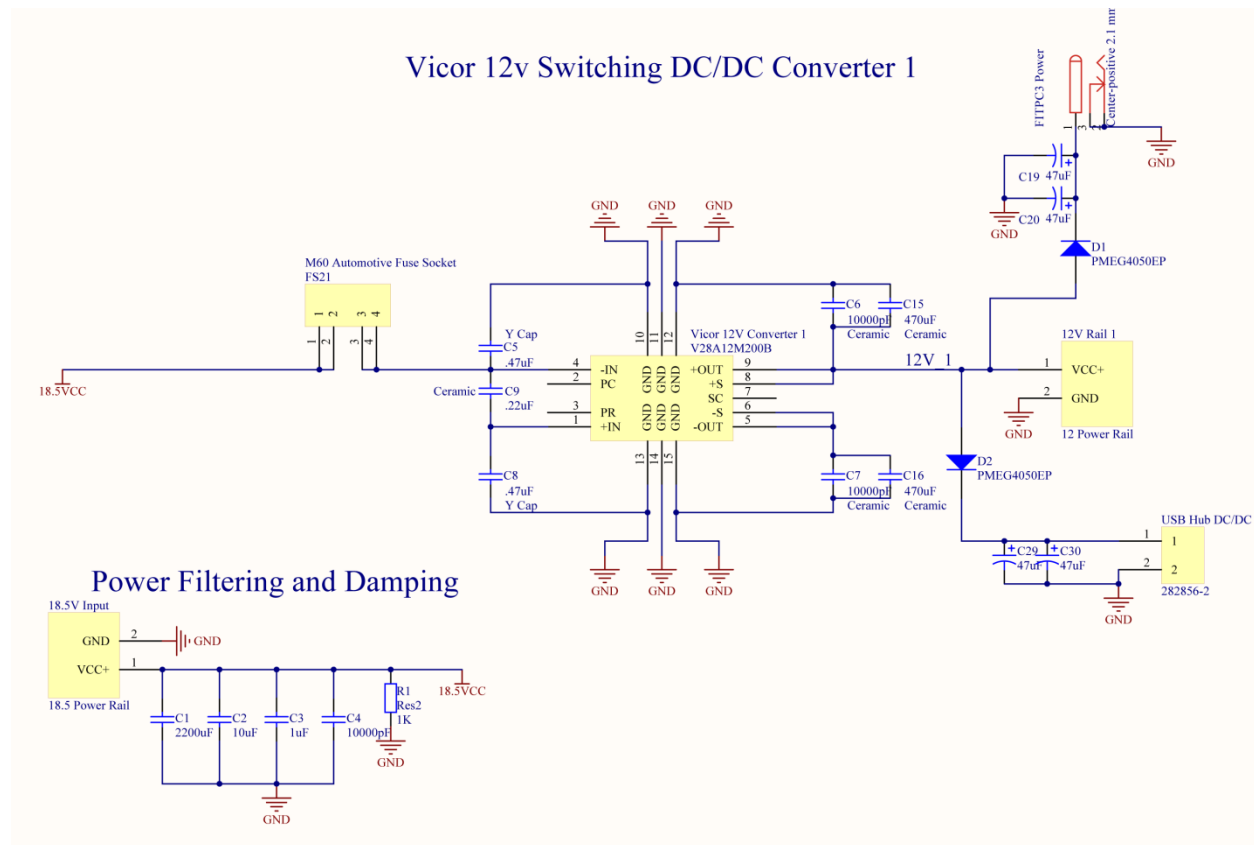 Vicor 12v Switching DC/DC Converter 1
FITPC3 Power
Center-positive 2.1 mm
1
3
2
GND
C19
47uF
C20
47uF
GND
D1
PMEG4050EP
GND
GND
GND
M60 Automotive Fuse Socket
FS21
1
2
3
4
1
2
3
4
18.5VCC
Y Cap
C5
.47uF
Ceramic
C9
.22uF
C8
.47uF
Y Cap
10
11
12
Vicor 12V Converter 1
V28A12M200B
4
-IN
GND
GND
GND
+OUT
9
2
PC
+S
8
SC
7
3
PR
GND
GND
GND
-S
6
1
+IN
-OUT
5
13
14
15
C6
10000pF
Ceramic
C15
470uF
Ceramic
12V_1
12V Rail 1
1
VCC+
2
GND
GND
12 Power Rail
D2
PMEG4050EP
C7
10000pF
Ceramic
C16
470uF
Ceramic
GND
GND
GND
USB Hub DC/DC
1
1
2
2
282856-2
C29
47uF
C30
47uF
GND
Power Filtering and Damping
18.5V Input
GND
2
GND
VCC+
1
18.5 Power Rail
18.5VCC
C1
2200uF
C2
10uF
C3
1uF
C4
10000pF
R1
Res2
1K
GND
GND